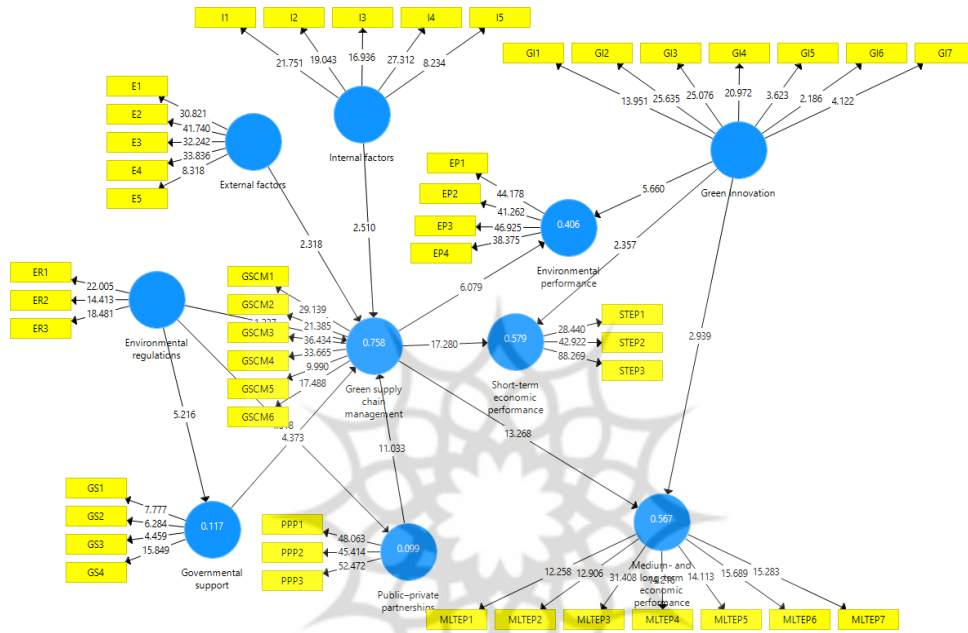 I1
I2
I3
I4
I5
21.751
19.043
16.936
27.312
8.234
Internal factors
GI1
GI2
GI3
GI4
GI5
GI6
GI7
13.951
25.635
25.076
20.972
3.623
2.186
4.122
Green innovation
E1
E2
E3
E4
E5
30.821
41.740
32.242
33.836
8.318
External factors
EP1
EP2
EP3
EP4
44.178
41.262
46.925
38.375
0.406
Environmental
performance
5.660
2.357
2.939
2.318
2.510
6.079
ER1
ER2
ER3
22.005
14.413
18.481
Environmental
regulations
GSCM1
GSCM2
GSCM3
GSCM4
GSCM5
GSCM6
29.139
21.385
36.434
33.665
9.990
17.488
0.758
Green supply
chain
management
17.280
0.579
Short-term
economic
performance
STEP1
STEP2
STEP3
28.440
42.922
88.269
5.216
4.373
11.033
13.268
GS1
GS2
GS3
GS4
7.777
6.284
4.459
15.849
0.117
Governmental
support
PPP1
PPP2
PPP3
48.063
45.414
52.472
0.099
Public–private
partnerships
0.567
Medium- and
long-term
economic
performance
12.258
12.906
31.408
14.113
15.689
15.283
MLTEP1
MLTEP2
MLTEP3
MLTEP4
MLTEP5
MLTEP6
MLTEP7